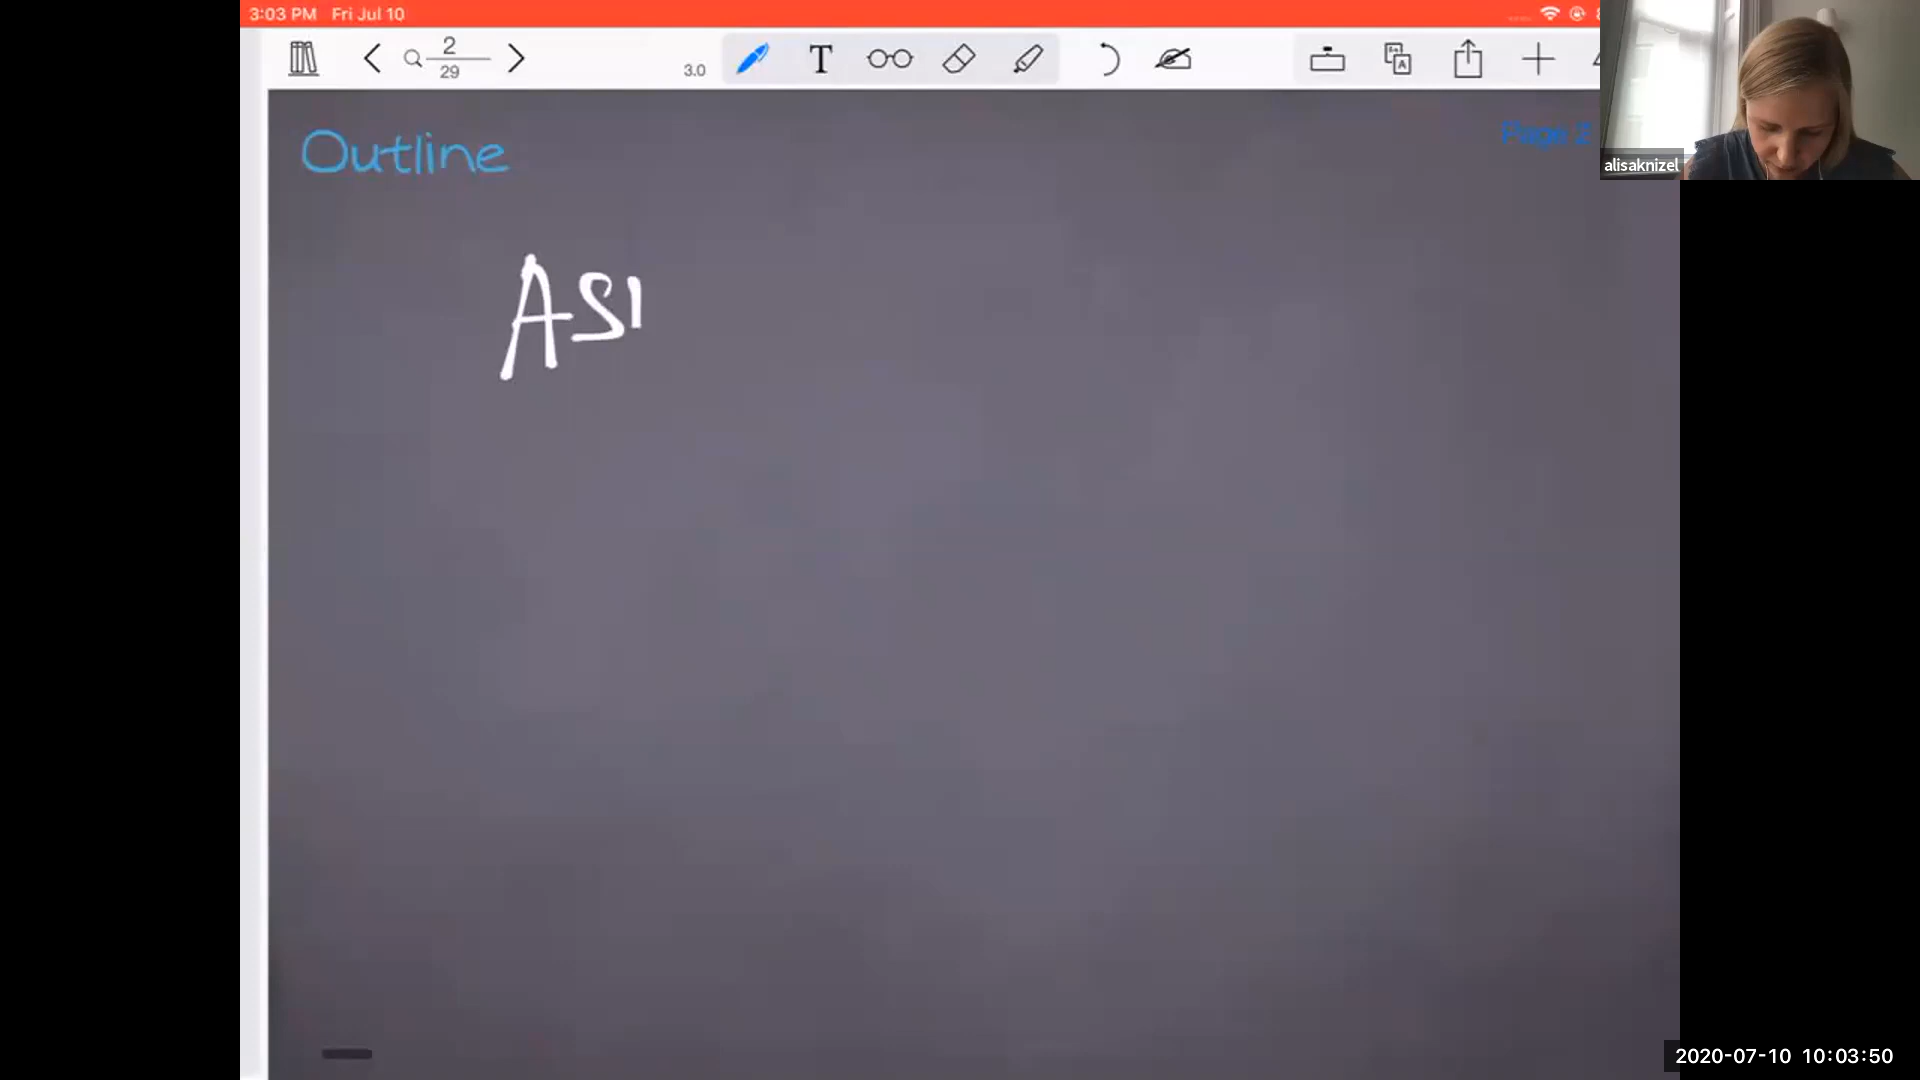 3:03 PM Fri Jul 10
2
29
3.0
T
Outline
Page 2
alisaknizel
As
2020-07-10 10:03:50